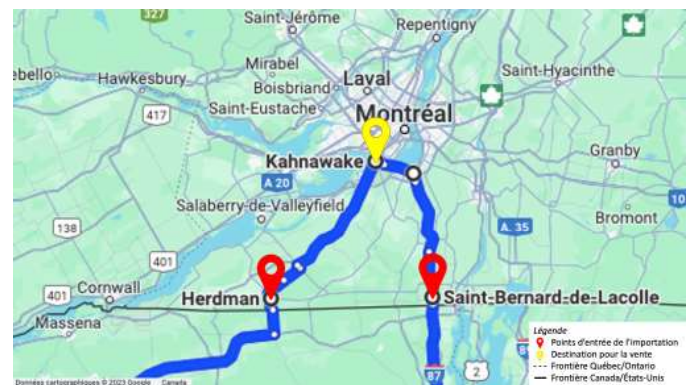 327
Saint-Jérôme
Repentigny
Mirabel
Laval
Saint-Hyacinthe
Hawkesbury
Boisbriand
417
Saint-Eustache
Montréal
Kahnawake
Granby
A 20
Salaberry-de-Valleyfield
Bromont
10
138
A. 35
401
Cornwall
401
Herdman
Saint-Bernard-de-Lacolle
Massena
87
2
Légende
Points d'entrée de l'importation
Destination pour la vente
Frontière Québec/Ontario
Frontière Canada/États-Unis
Données cartographiques © 2023 Google Canada